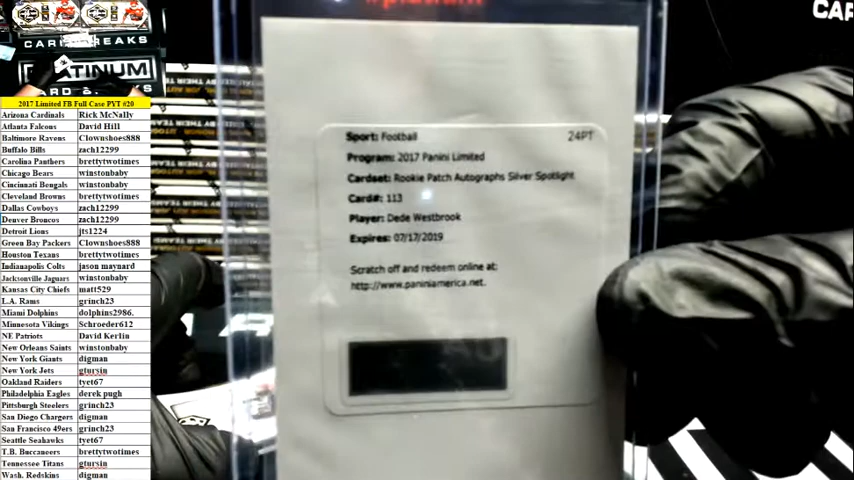 CARD BREAKS
PLATINUM
CARD BREAKS
2017 Limited FB Full Case PYT #20
Arizona Cardinals Rick McNally
Atlanta Falcons David Hill
Baltimore Ravens Clownshoes888
Buffalo Bills zach12299
Carolina Panthers brettytwotimes
Chicago Bears winstonbaby
Cincinnati Bengals winstonbaby
Cleveland Browns brettytwotimes
Dallas Cowboys zach12299
Denver Broncos zach12299
Detroit Lions jts1224
Green Bay Packers Clownshoes888
Houston Texans brettytwotimes
Indianapolis Colts jason maynard
Jacksonville Jaguars winstonbaby
Kansas City Chiefs matt529
L.A. Rams grinch23
Miami Dolphins dolphins2986.
Minnesota Vikings Schroeder612
NE Patriots David Kerlin
New Orleans Saints winstonbaby
New York Giants digman
New York Jets gtursin
Oakland Raiders tyet67
Philadelphia Eagles derek pugh
Pittsburgh Steelers grinch23
San Diego Chargers digman
San Francisco 49ers grinch23
Seattle Seahawks tyet67
T.B. Buccaneers brettytwotimes
Tennessee Titans gtursin
Wash. Redskins digman
#platinum
Sport: Football 24PT
Program: 2017 Panini Limited
Cardset: Rookie Patch Autographs Silver Spotlight
Card#: 113
Player: Dede Westbrook
Expires: 07/17/2019
Scratch off and redeem online at:
http://www.paniniamerica.net.
CAR